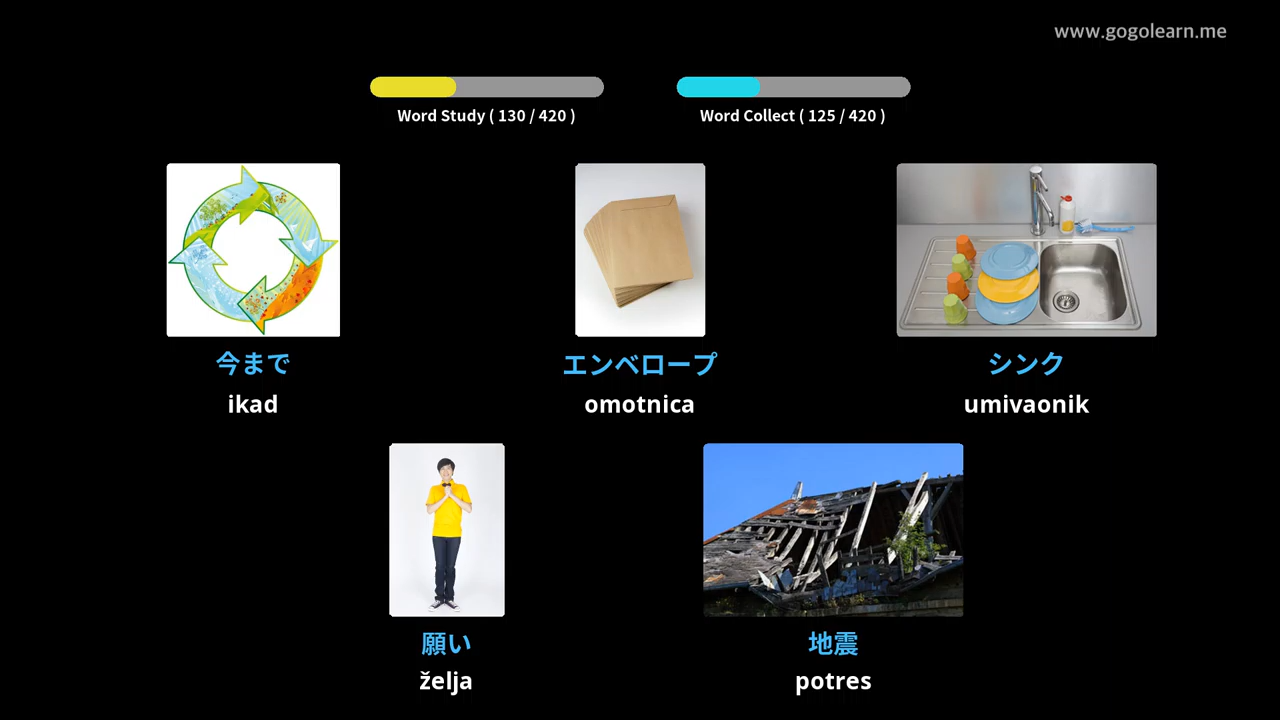 www.gogolearn.me
Word Study ( 130 / 420 )
Word Collect ( 125 / 420 )
今まで
ikad
エンベロープ
omotnica
シンク
umivaonik
願い
želja
地震
potres